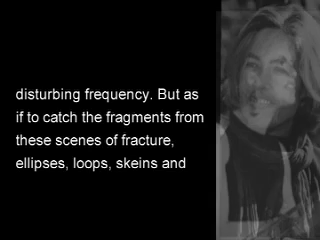 disturbing frequency. But as
if to catch the fragments from
these scenes of fracture,
ellipses, loops, skeins and